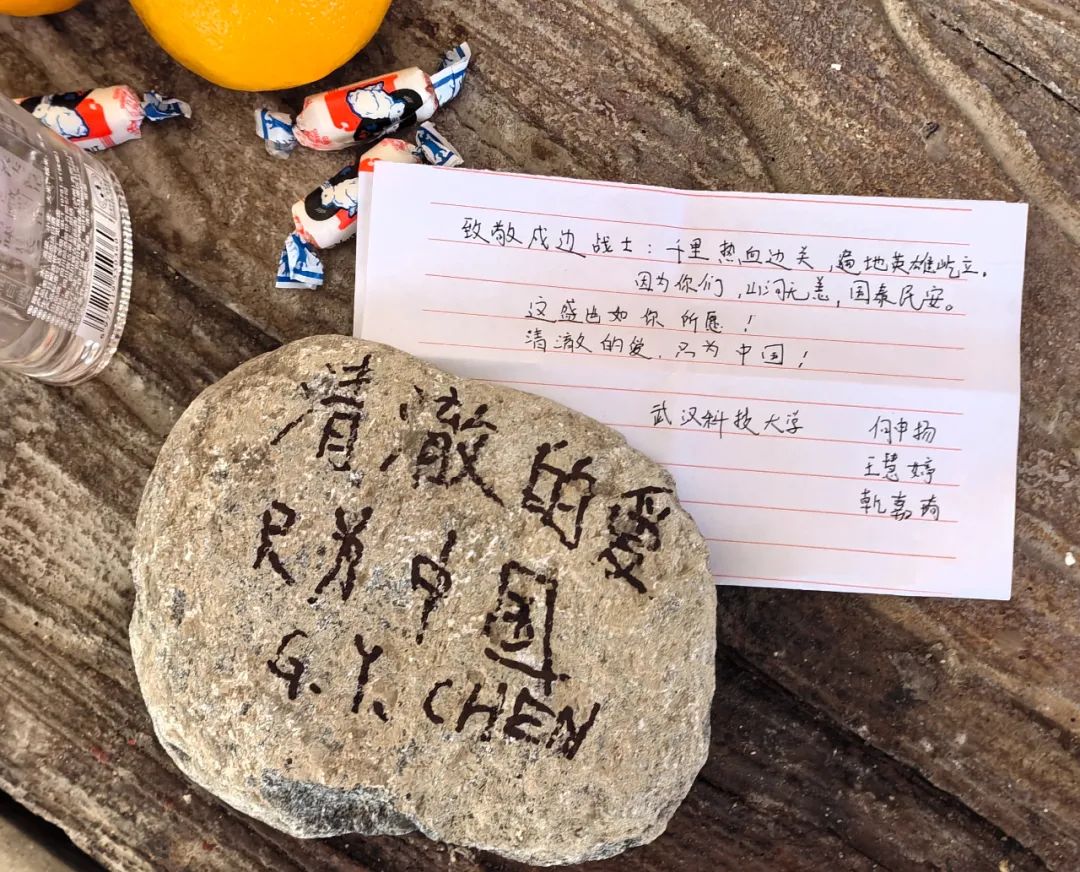 致敬戍边战士：千里热血边关，遍地英雄屹立。
因为你们，山河无恙，国泰民安。
这盛世如你所愿！
清澈的爱，只为中国！
武汉科技大学 何申扬
王慧婷
嘉琦
清澈的爱
只为中国
G.Y. CHEN